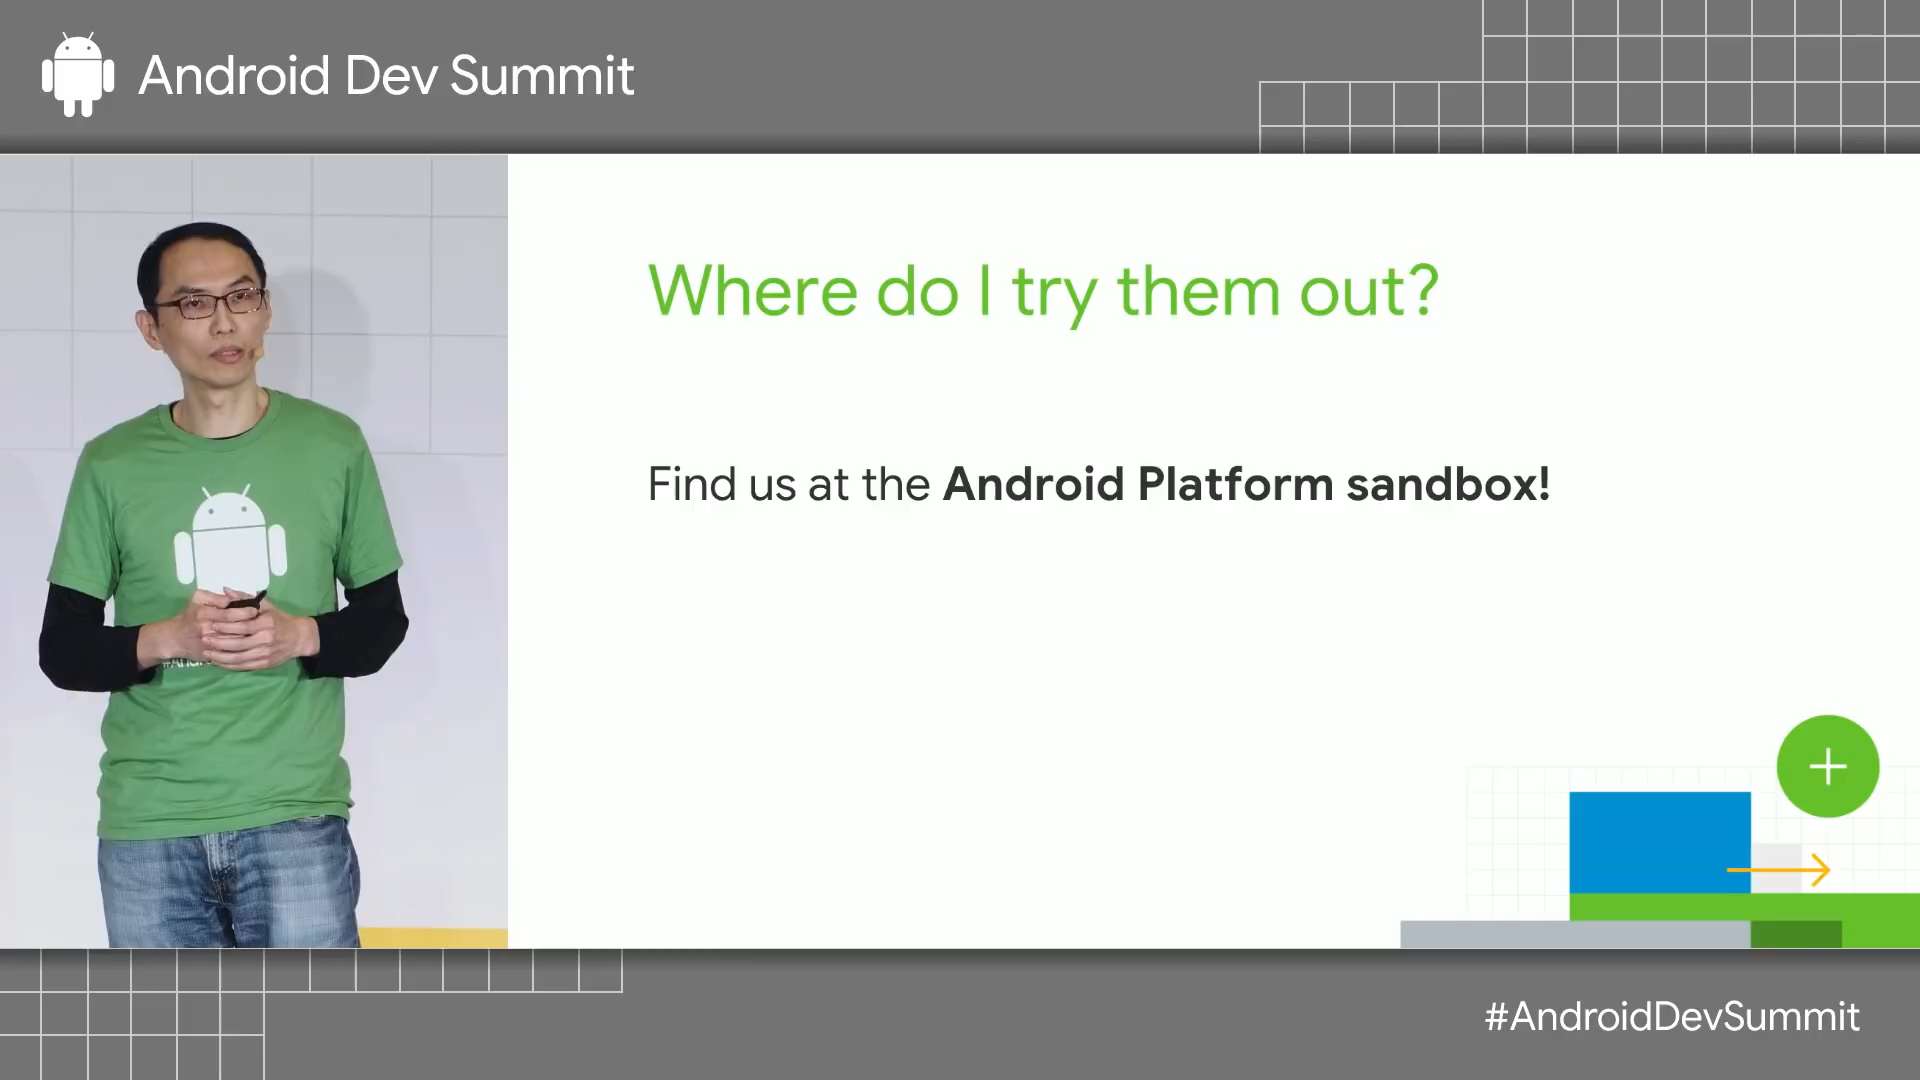 Android Dev Summit
Where do I try them out?
Find us at the Android Platform sandbox!
#AndroidDevSummit